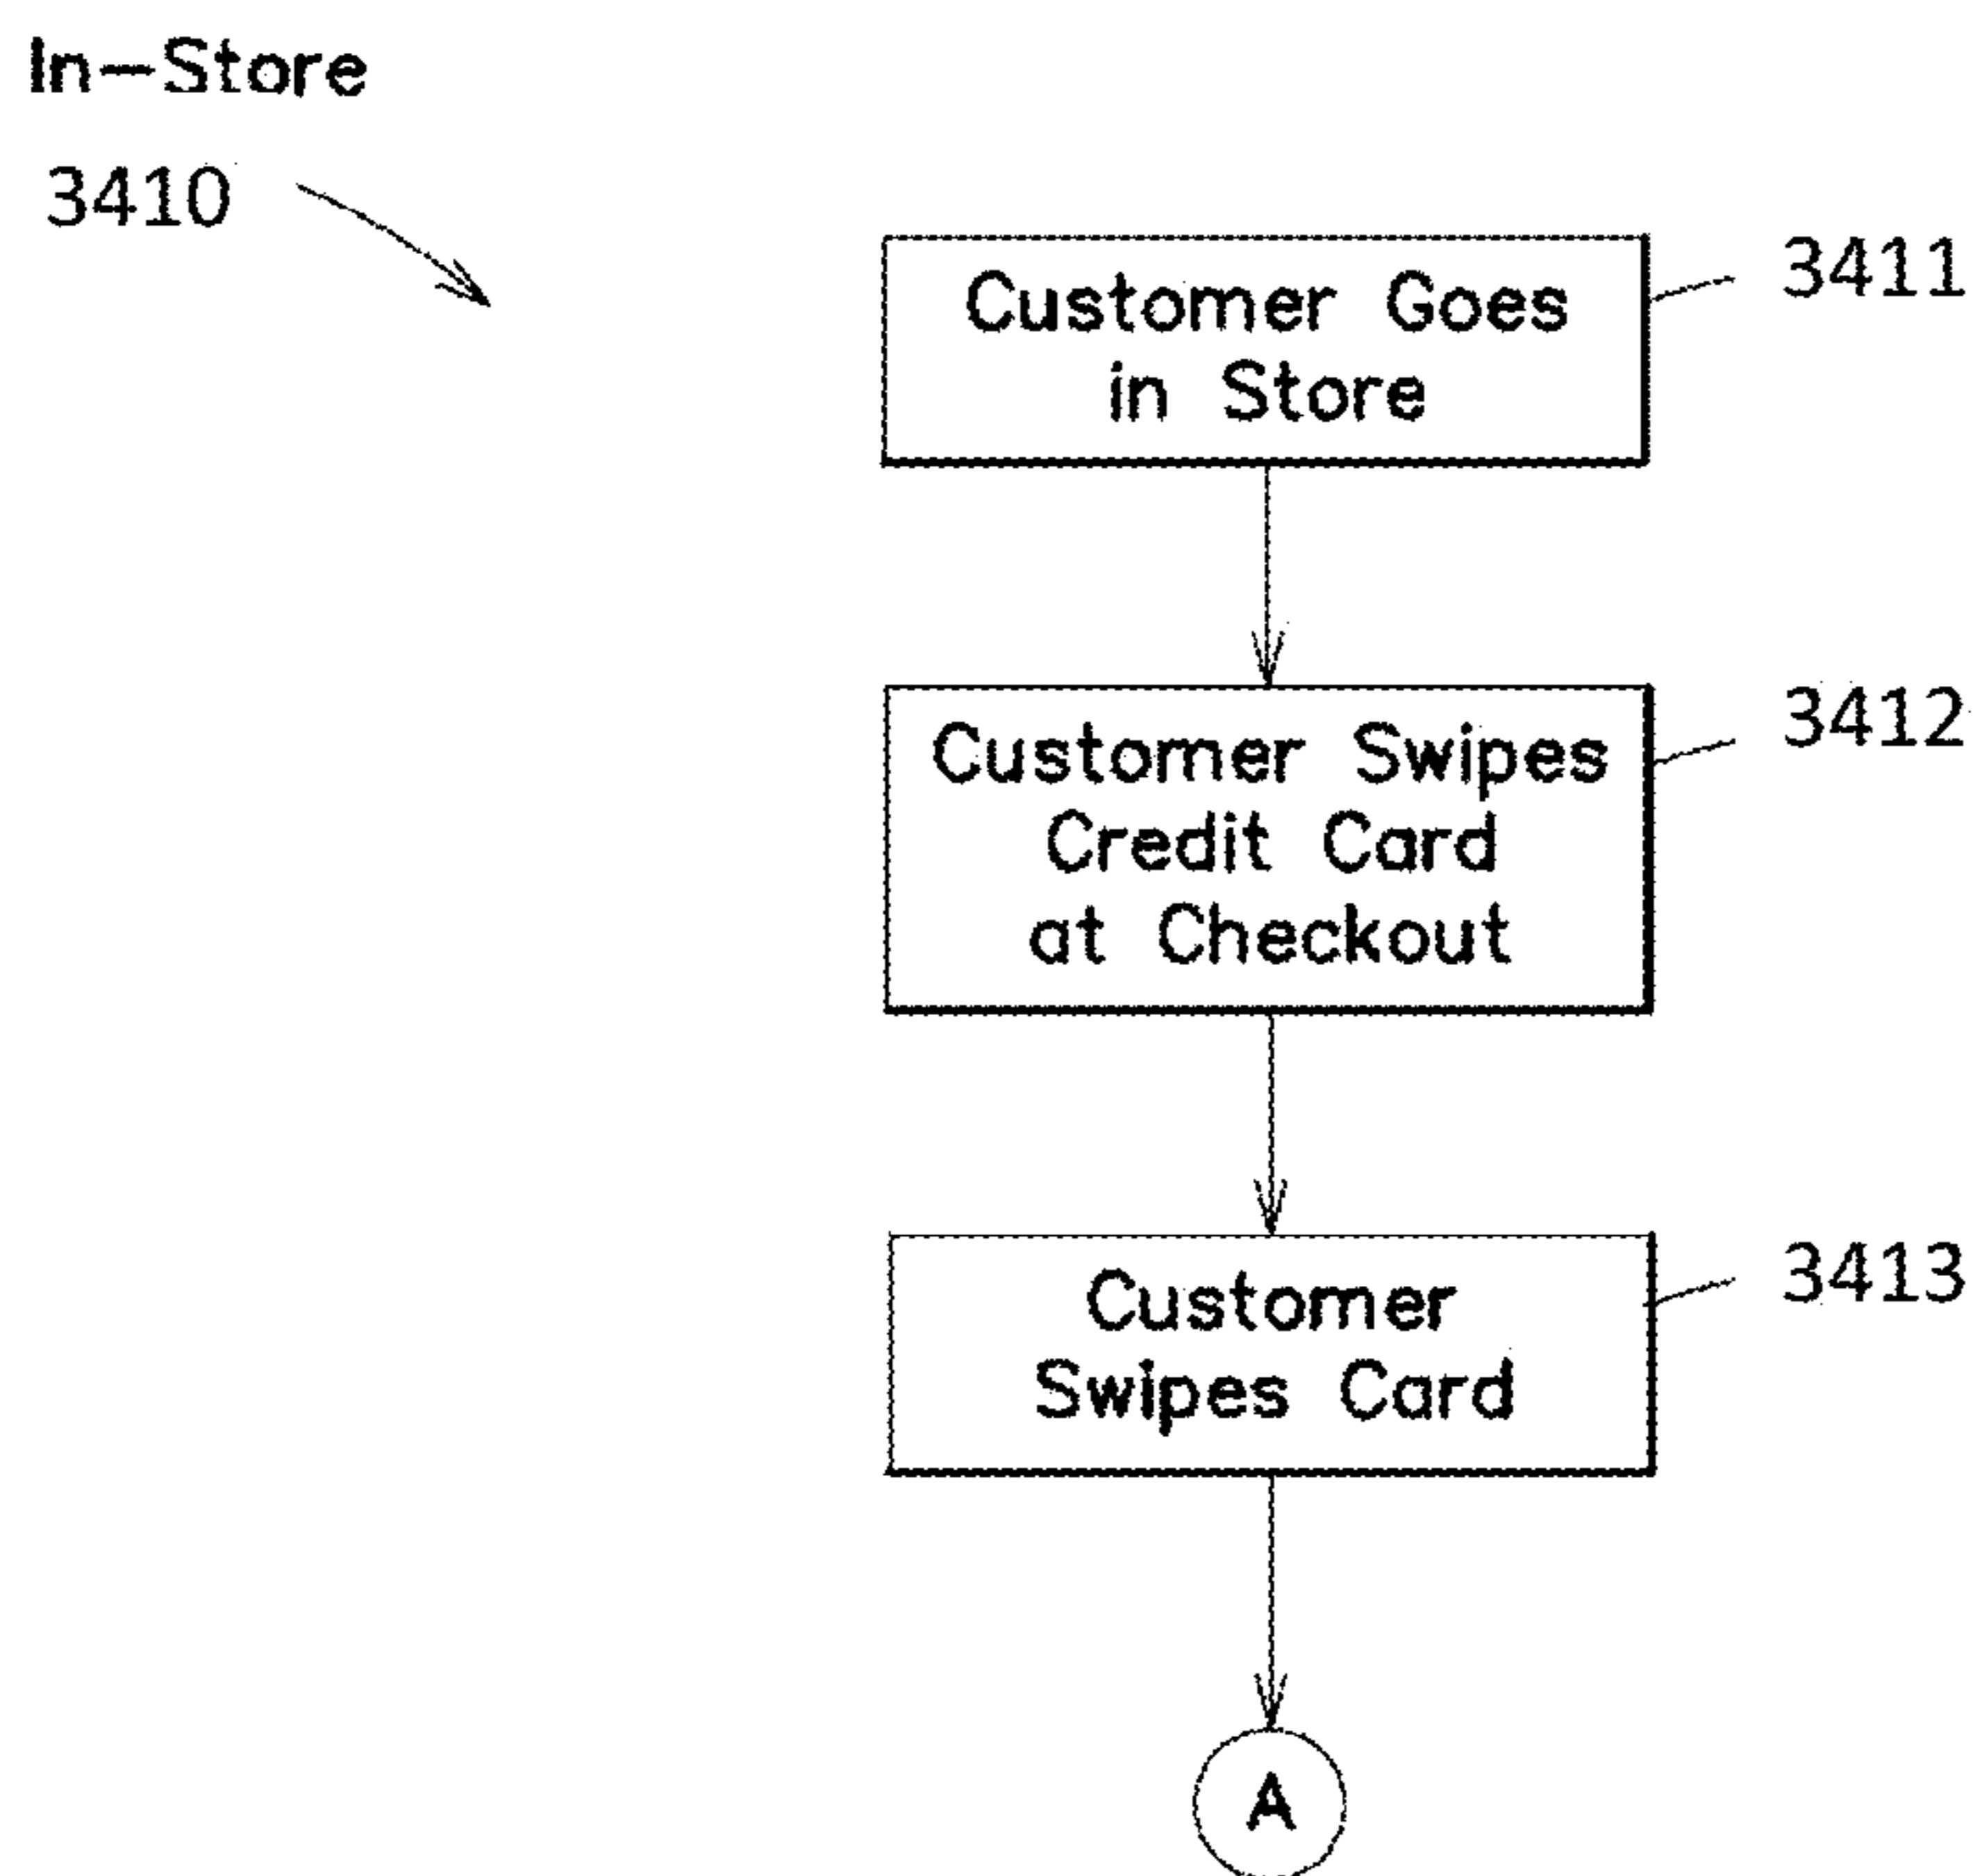 In-Store
3410
Customer Goes
in Store
3411
Customer Swipes
Credit Card
at Checkout
3412
Customer
Swipes Card
3413
A